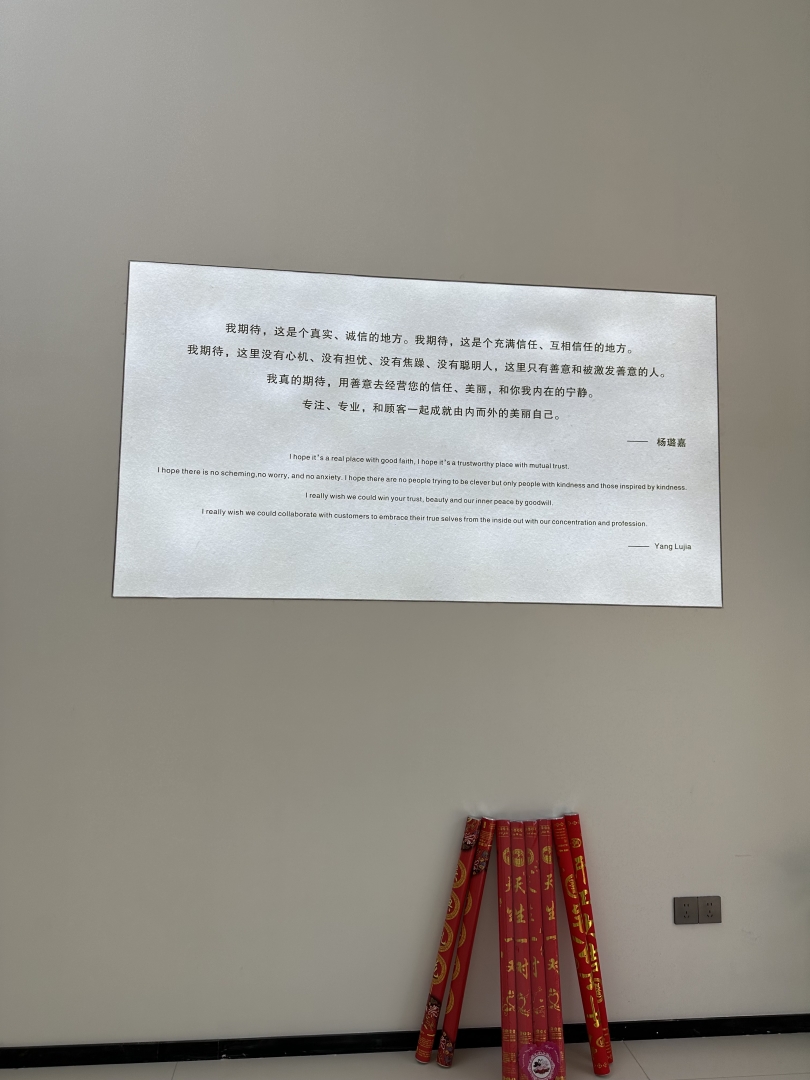 我期待，这是个真实、诚信的地方。我期待，这是个充满信任、互相信任的地方。
我期待，这里没有心机、没有担忧、没有焦躁、没有聪明人，这里只有善意和被激发善意的人。
我真的期待，用善意去经营您的信任、美丽，和你我内在的宁静。
专注、专业，和顾客一起成就由内而外的美丽自己。
—— 杨璐嘉
I hope it's a real place with good faith, I hope it's a trustworthy place with mutual trust.
I hope there is no scheming,no worry, and no anxiety. I hope there are no people trying to be clever but only people with kindness and those inspired by kindness.
I really wish we could win your trust, beauty and our inner peace by goodwill.
I really wish we could collaborate with customers to embrace their true selves from the inside out with our concentration and profession.
—— Yang Lujia
天生一对